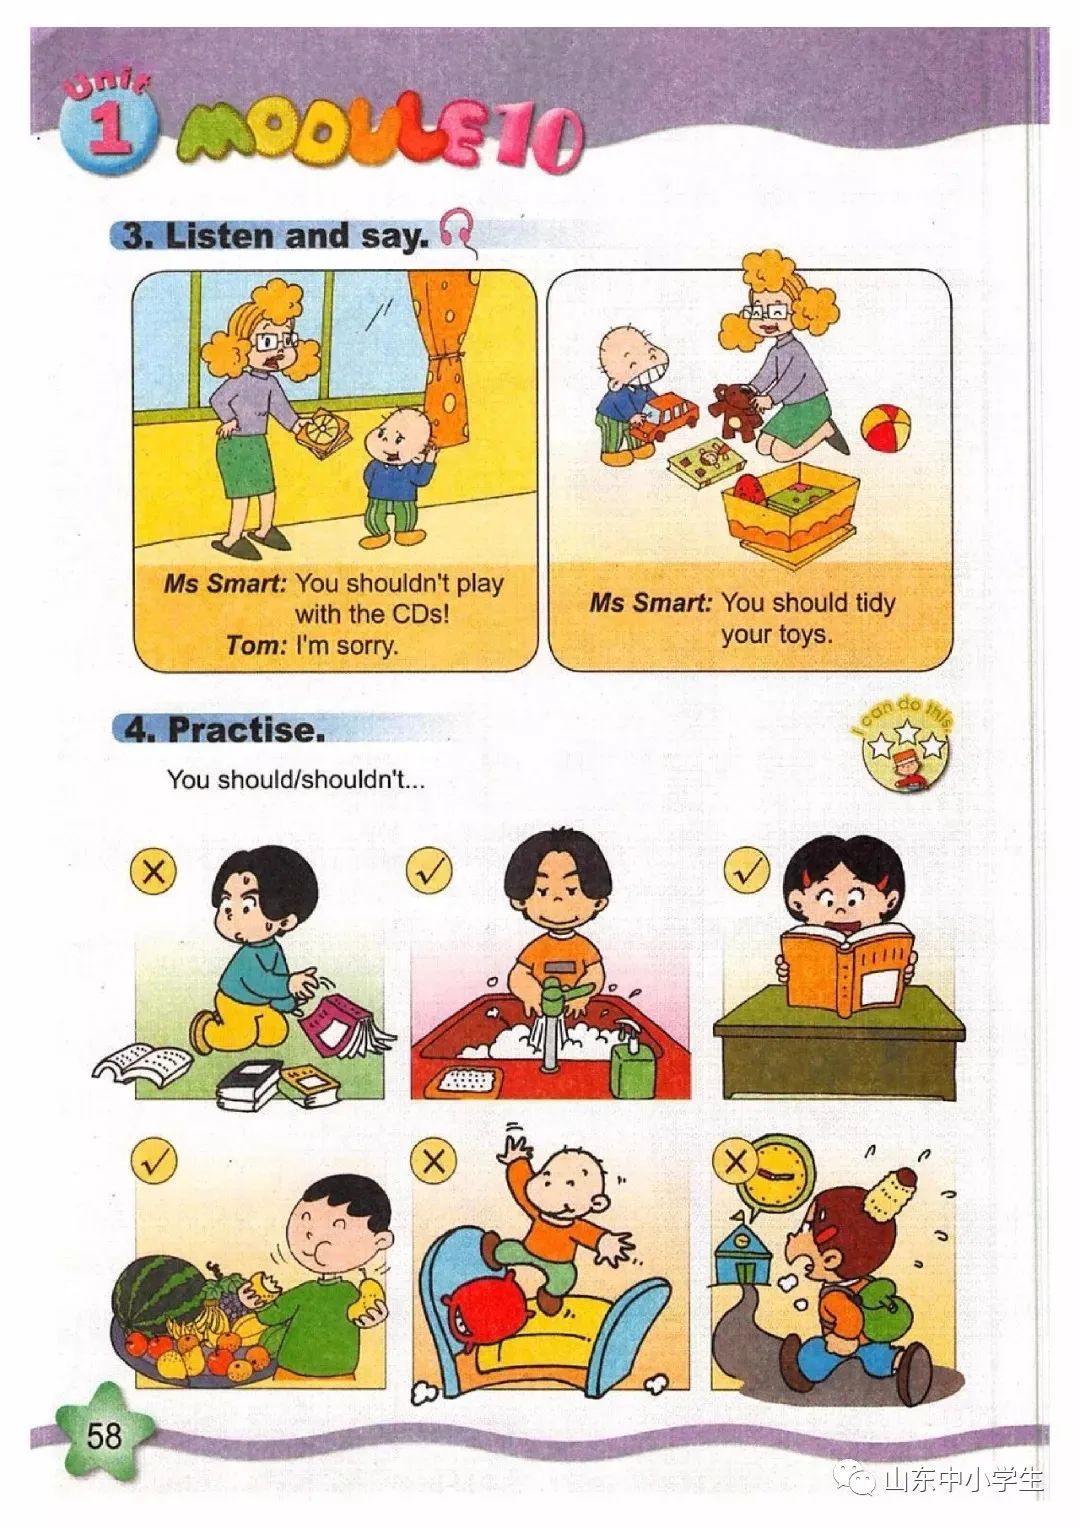 Unit
1 MODULE 10
3. Listen and say.
Ms Smart: You shouldn't play
with the CDs!
Tom: I'm sorry.
Ms Smart: You should tidy
your toys.
4. Practise.
I can do this.
You should/shouldn't...
58
山东中小学生